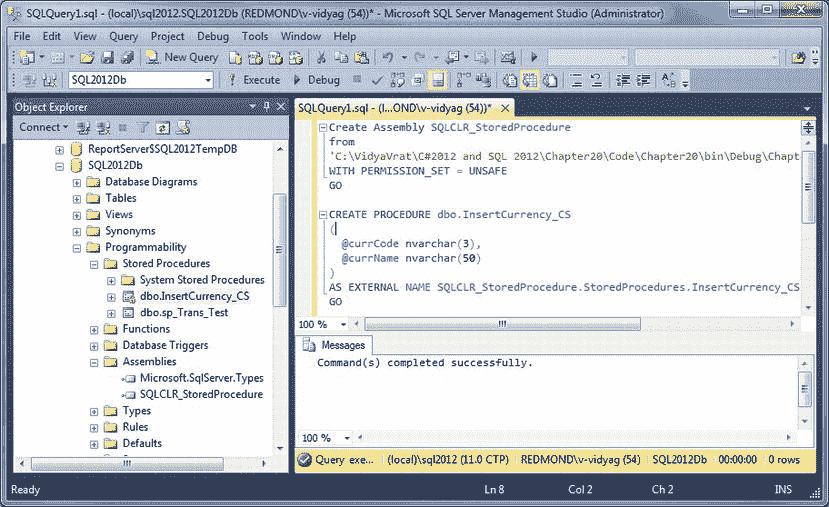 SQLQuery1.sql - (local)\sql2012.SQL2012Db (REDMOND\v-vidyag (54))* - Microsoft SQL Server Management Studio (Administrator)
File Edit View Query Project Debug Tools Window Help
New Query
SQL2012Db Execute Debug
Object Explorer
Connect
ReportServer$SQL2012TempDB
SQL2012Db
Database Diagrams
Tables
Views
Synonyms
Programmability
Stored Procedures
System Stored Procedures
dbo.InsertCurrency_CS
dbo.sp_Trans_Test
Functions
Database Triggers
Assemblies
Microsoft.SqlServer.Types
SQLCLR_StoredProcedure
Types
Rules
Defaults
SQLQuery1.sql - (l...OND\v-vidyag (54))*
Create Assembly SQLCLR_StoredProcedure
from
'C:\VidyaVrat\C#2012 and SQL 2012\Chapter20\Code\Chapter20\bin\Debug\Chapt
WITH PERMISSION_SET = UNSAFE
GO
CREATE PROCEDURE dbo.InsertCurrency_CS
(
@currCode nvarchar(3),
@currName nvarchar(50)
)
AS EXTERNAL NAME SQLCLR_StoredProcedure.StoredProcedures.InsertCurrency_CS
GO
100 %
Messages
Command(s) completed successfully.
100 %
Query exe... (local)\sql2012 (11.0 CTP) REDMOND\v-vidyag (54) SQL2012Db 00:00:00 0 rows
Ready Ln 8 Col 2 Ch 2 INS